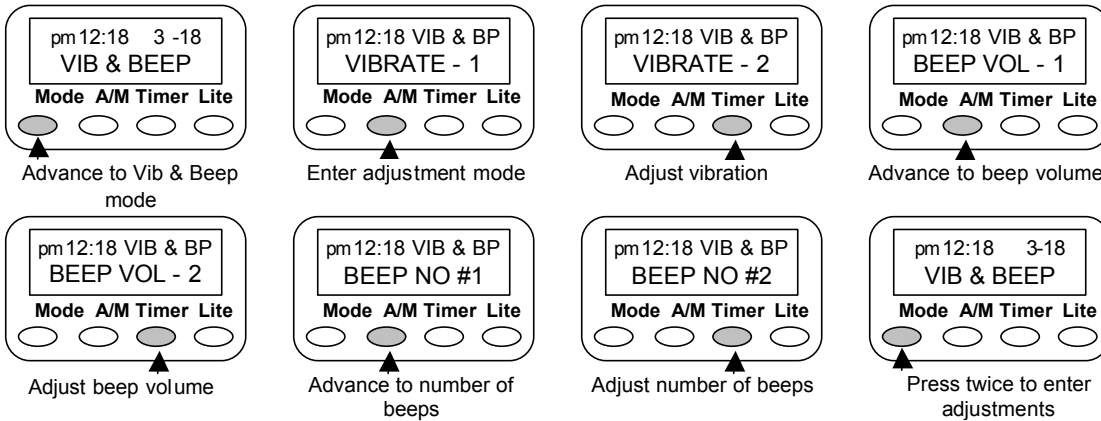 pm 12:18 3 -18
VIB & BEEP
Mode A/M Timer Lite
Advance to Vib & Beep
mode
pm 12:18 VIB & BP
VIBRATE - 1
Mode A/M Timer Lite
Enter adjustment mode
pm 12:18 VIB & BP
VIBRATE - 2
Mode A/M Timer Lite
Adjust vibration
pm 12:18 VIB & BP
BEEP VOL - 1
Mode A/M Timer Lite
Advance to beep volume
pm 12:18 VIB & BP
BEEP VOL - 2
Mode A/M Timer Lite
Adjust beep volume
pm 12:18 VIB & BP
BEEP NO #1
Mode A/M Timer Lite
Advance to number of
beeps
pm 12:18 VIB & BP
BEEP NO #2
Mode A/M Timer Lite
Adjust number of beeps
pm 12:18 3-18
VIB & BEEP
Mode A/M Timer Lite
Press twice to enter
adjustments